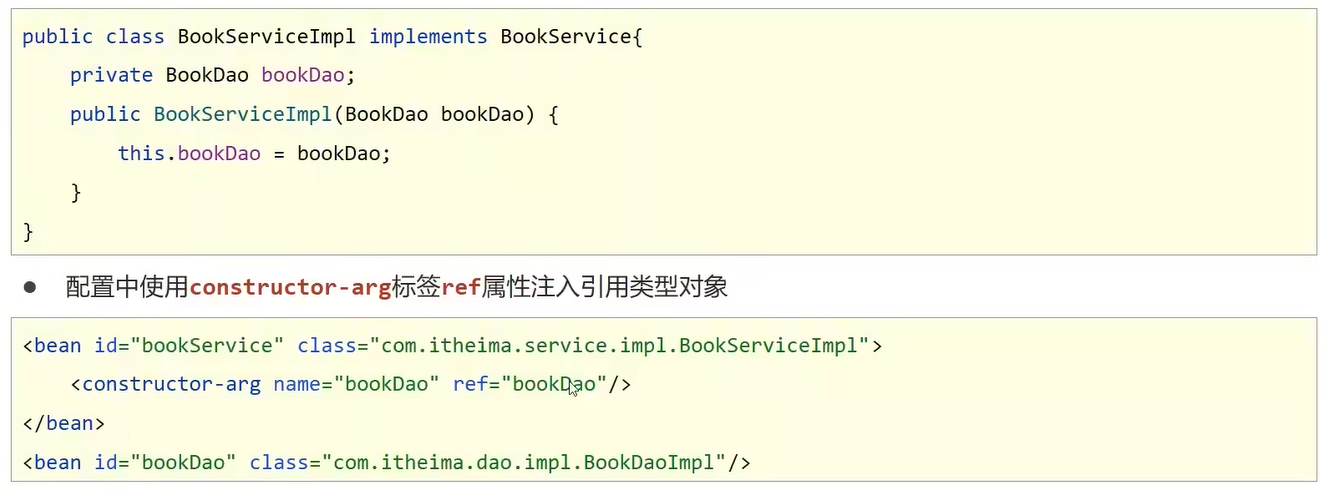 public class BookServiceImpl implements BookService{
    private BookDao bookDao;
    public BookServiceImpl(BookDao bookDao) {
        this.bookDao = bookDao;
    }
}
● 配置中使用constructor-arg标签ref属性注入引用类型对象
<bean id="bookService" class="com.itheima.service.impl.BookServiceImpl">
    <constructor-arg name="bookDao" ref="bookDao"/>
</bean>
<bean id="bookDao" class="com.itheima.dao.impl.BookDaoImpl"/>